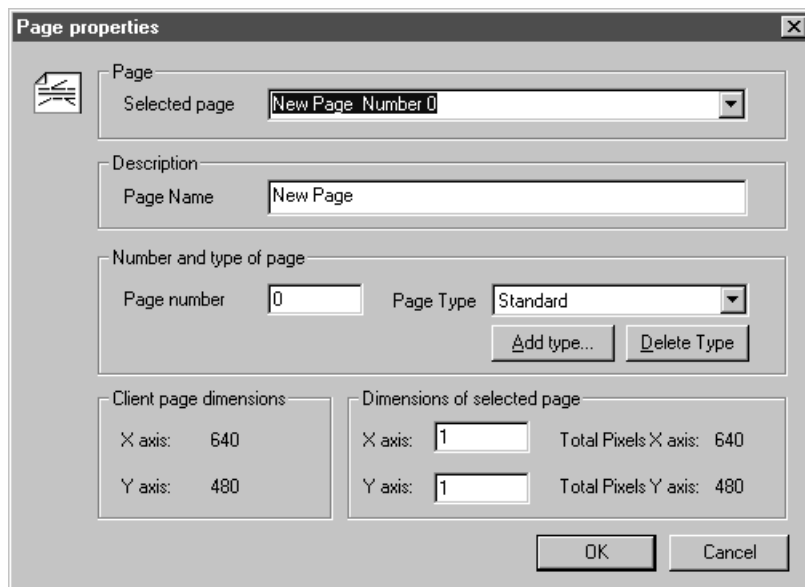 Page properties
Page
Selected page New Page Number 0
Description
Page Name New Page
Number and type of page
Page number 0 Page Type Standard
Add type... Delete Type
Client page dimensions Dimensions of selected page
X axis: 640 X axis: 1 Total Pixels X axis: 640
Y axis: 480 Y axis: 1 Total Pixels Y axis: 480
OK Cancel